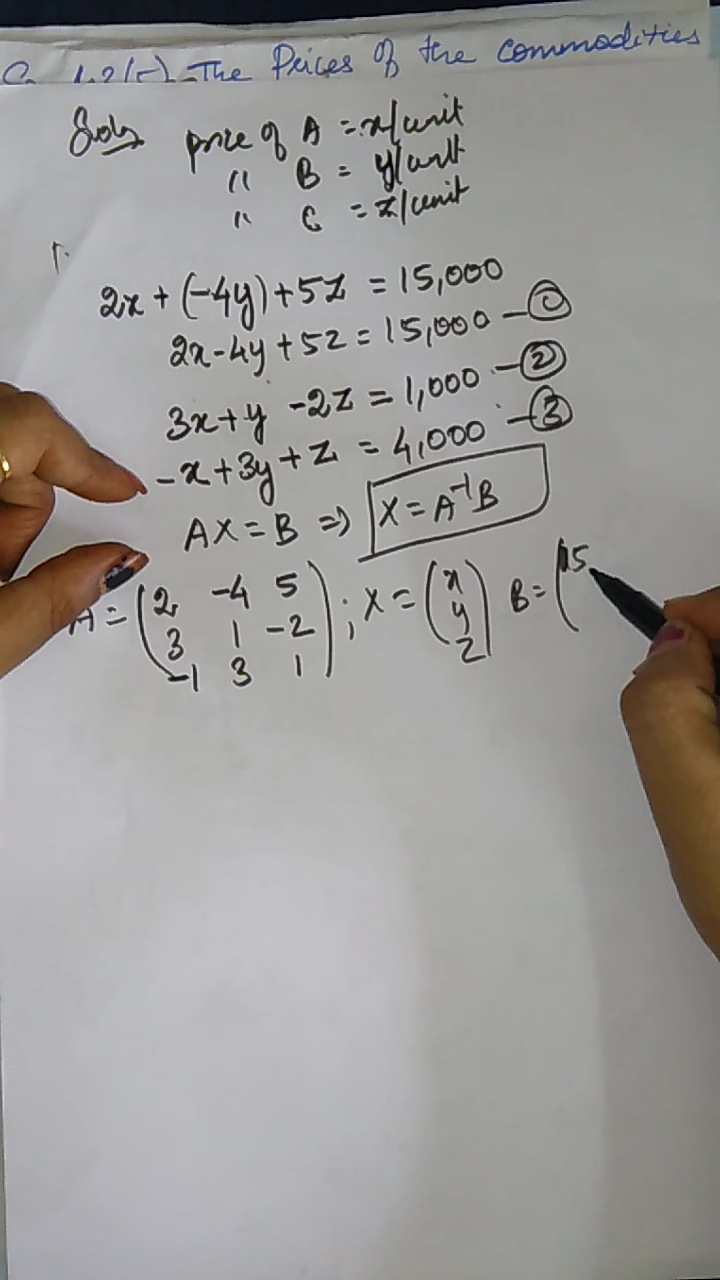 The Prices of the commodities
Soln price of A = x/unit
" B = y/unit
" C = z/unit
2x + (-4y) + 5z = 15,000
2x - 4y + 5z = 15,000 - ①
3x + y - 2z = 1,000 - ②
-x + 3y + z = 4,000 - ③
AX = B ⇒ X = A⁻¹B
A = ( 2 -4 5 ; X = ( x B = ( 15
3 1 -2 y
-1 3 1 ) z )